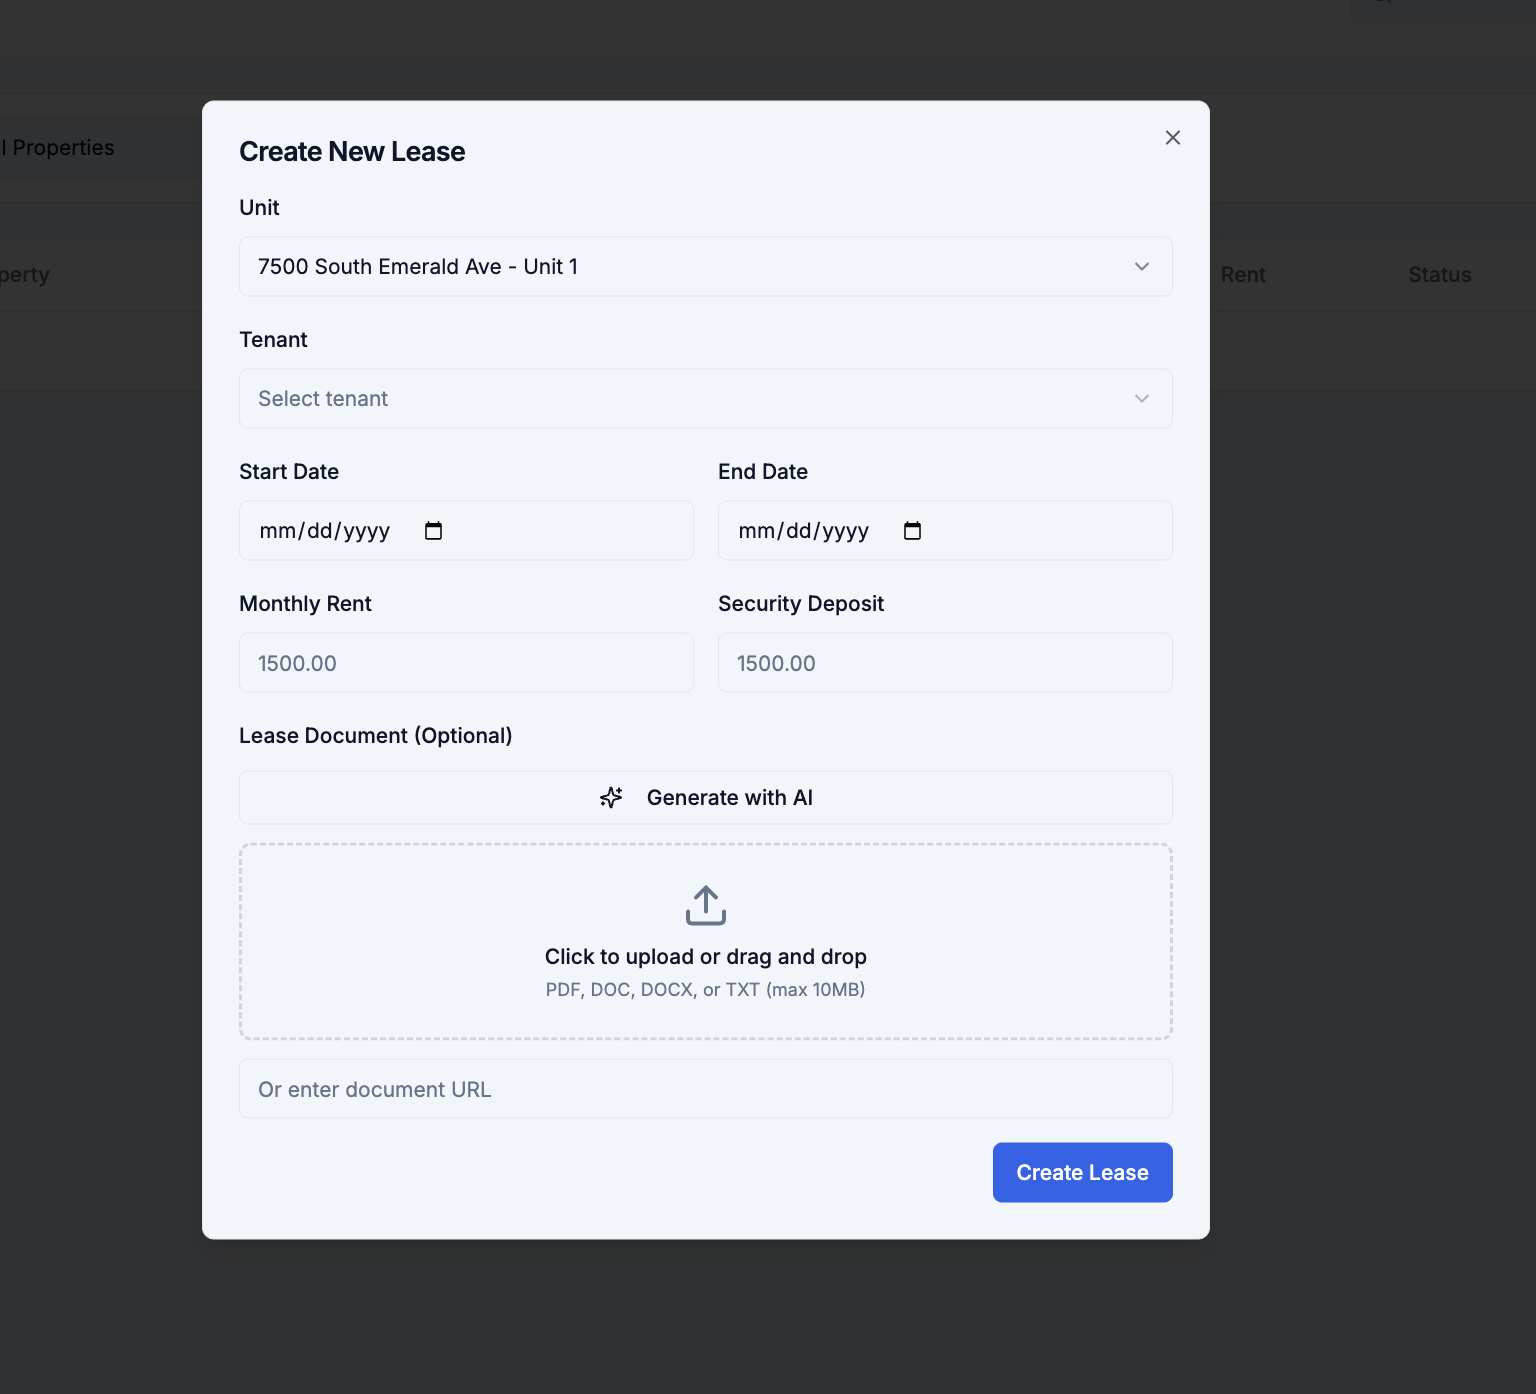 l Properties
perty
Rent
Status
Create New Lease
Unit
7500 South Emerald Ave - Unit 1
Tenant
Select tenant
Start Date
End Date
mm/dd/yyyy
mm/dd/yyyy
Monthly Rent
Security Deposit
1500.00
1500.00
Lease Document (Optional)
Generate with AI
Click to upload or drag and drop
PDF, DOC, DOCX, or TXT (max 10MB)
Or enter document URL
Create Lease